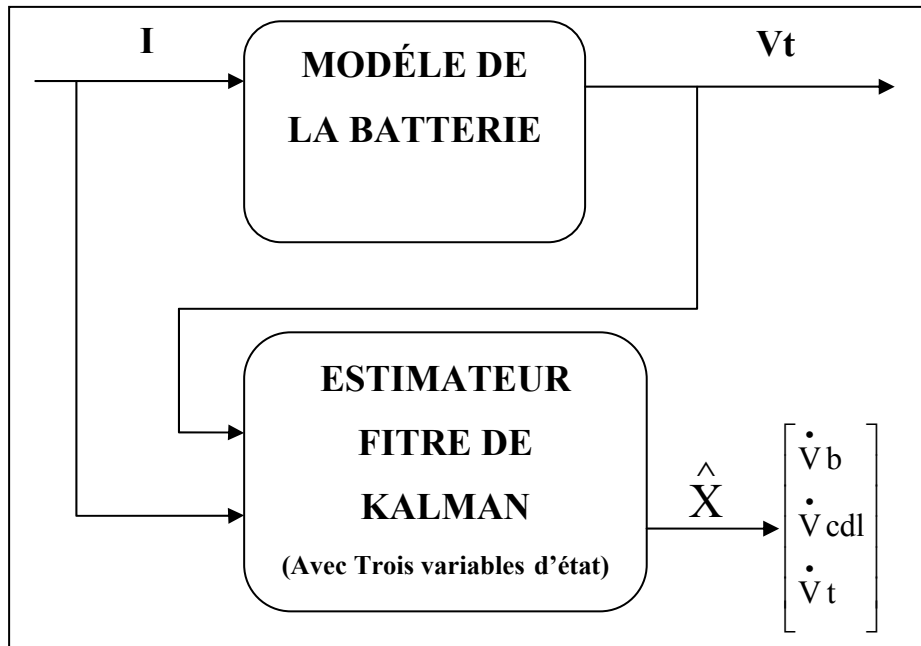 I
MODÉLE DE
LA BATTERIE
Vt
ESTIMATEUR
FITRE DE
KALMAN
(Avec Trois variables d’état)
X̂
V̇b
V̇cdl
V̇t